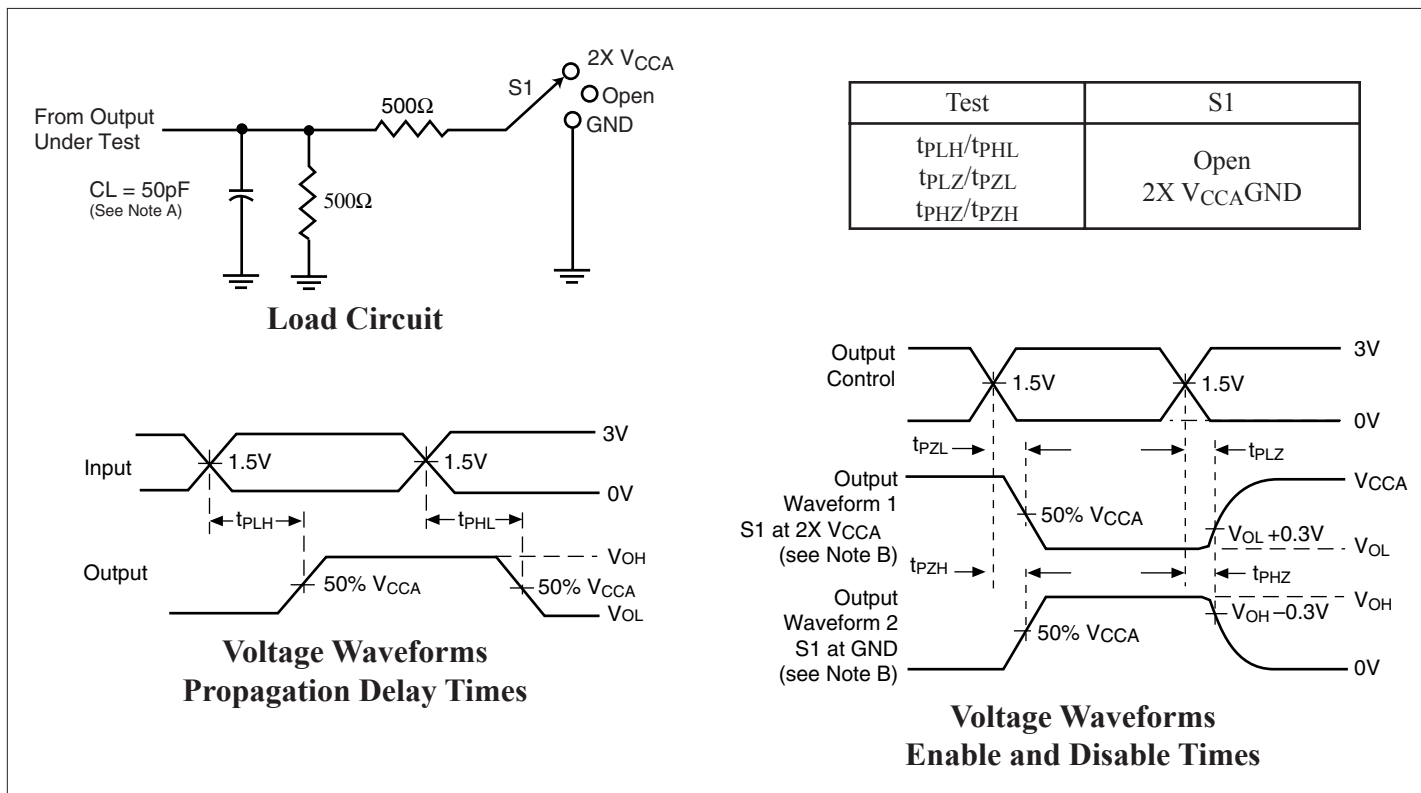 2X VCCA
S1
Open
500Ω
GND
From Output
Under Test
CL = 50pF
(See Note A)
500Ω
Load Circuit
Test S1
tPLH/tPHL
tPLZ/tPZL
tPHZ/tPZH
Open
2X VCCAGND
Input
1.5V
1.5V
3V
0V
tPLH
tPHL
Output
50% VCCA
50% VCCA
VOH
VOL
Voltage Waveforms
Propagation Delay Times
Output
Control
1.5V
1.5V
3V
0V
tPZL
tPLZ
Output
Waveform 1
S1 at 2X VCCA
(see Note B)
50% VCCA
VCCA
VOL +0.3V
VOL
tPZH
tPHZ
Output
Waveform 2
S1 at GND
(see Note B)
50% VCCA
VOH
VOH –0.3V
0V
Voltage Waveforms
Enable and Disable Times